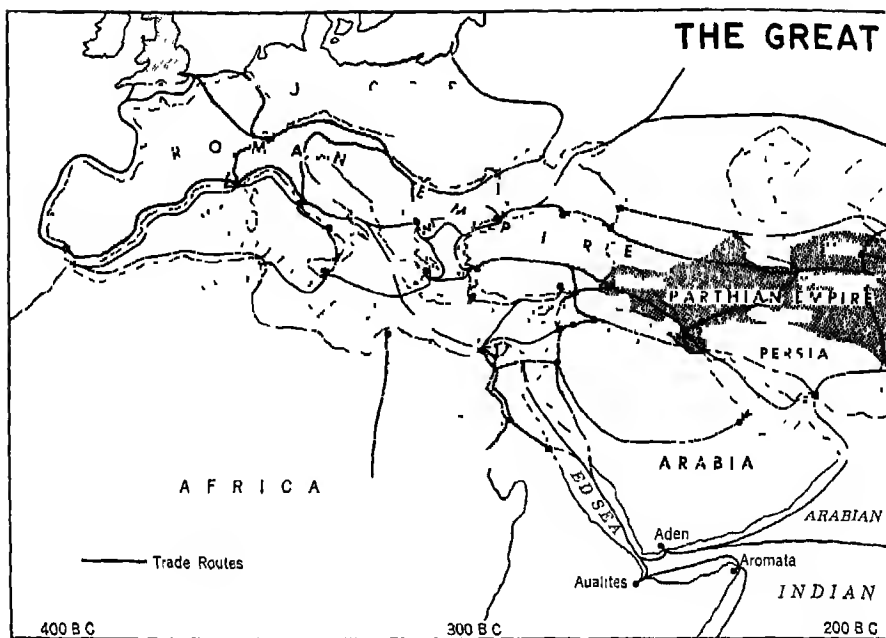 THE GREAT
ROMAN
EMPIRE
PARTHIAN EMPIRE
PERSIA
ARABIA
AFRICA
ED SEA
ARABIAN
Aden
Trade Routes
Aualites
Aromata
INDIAN
400 B C
300 B C
200 B C